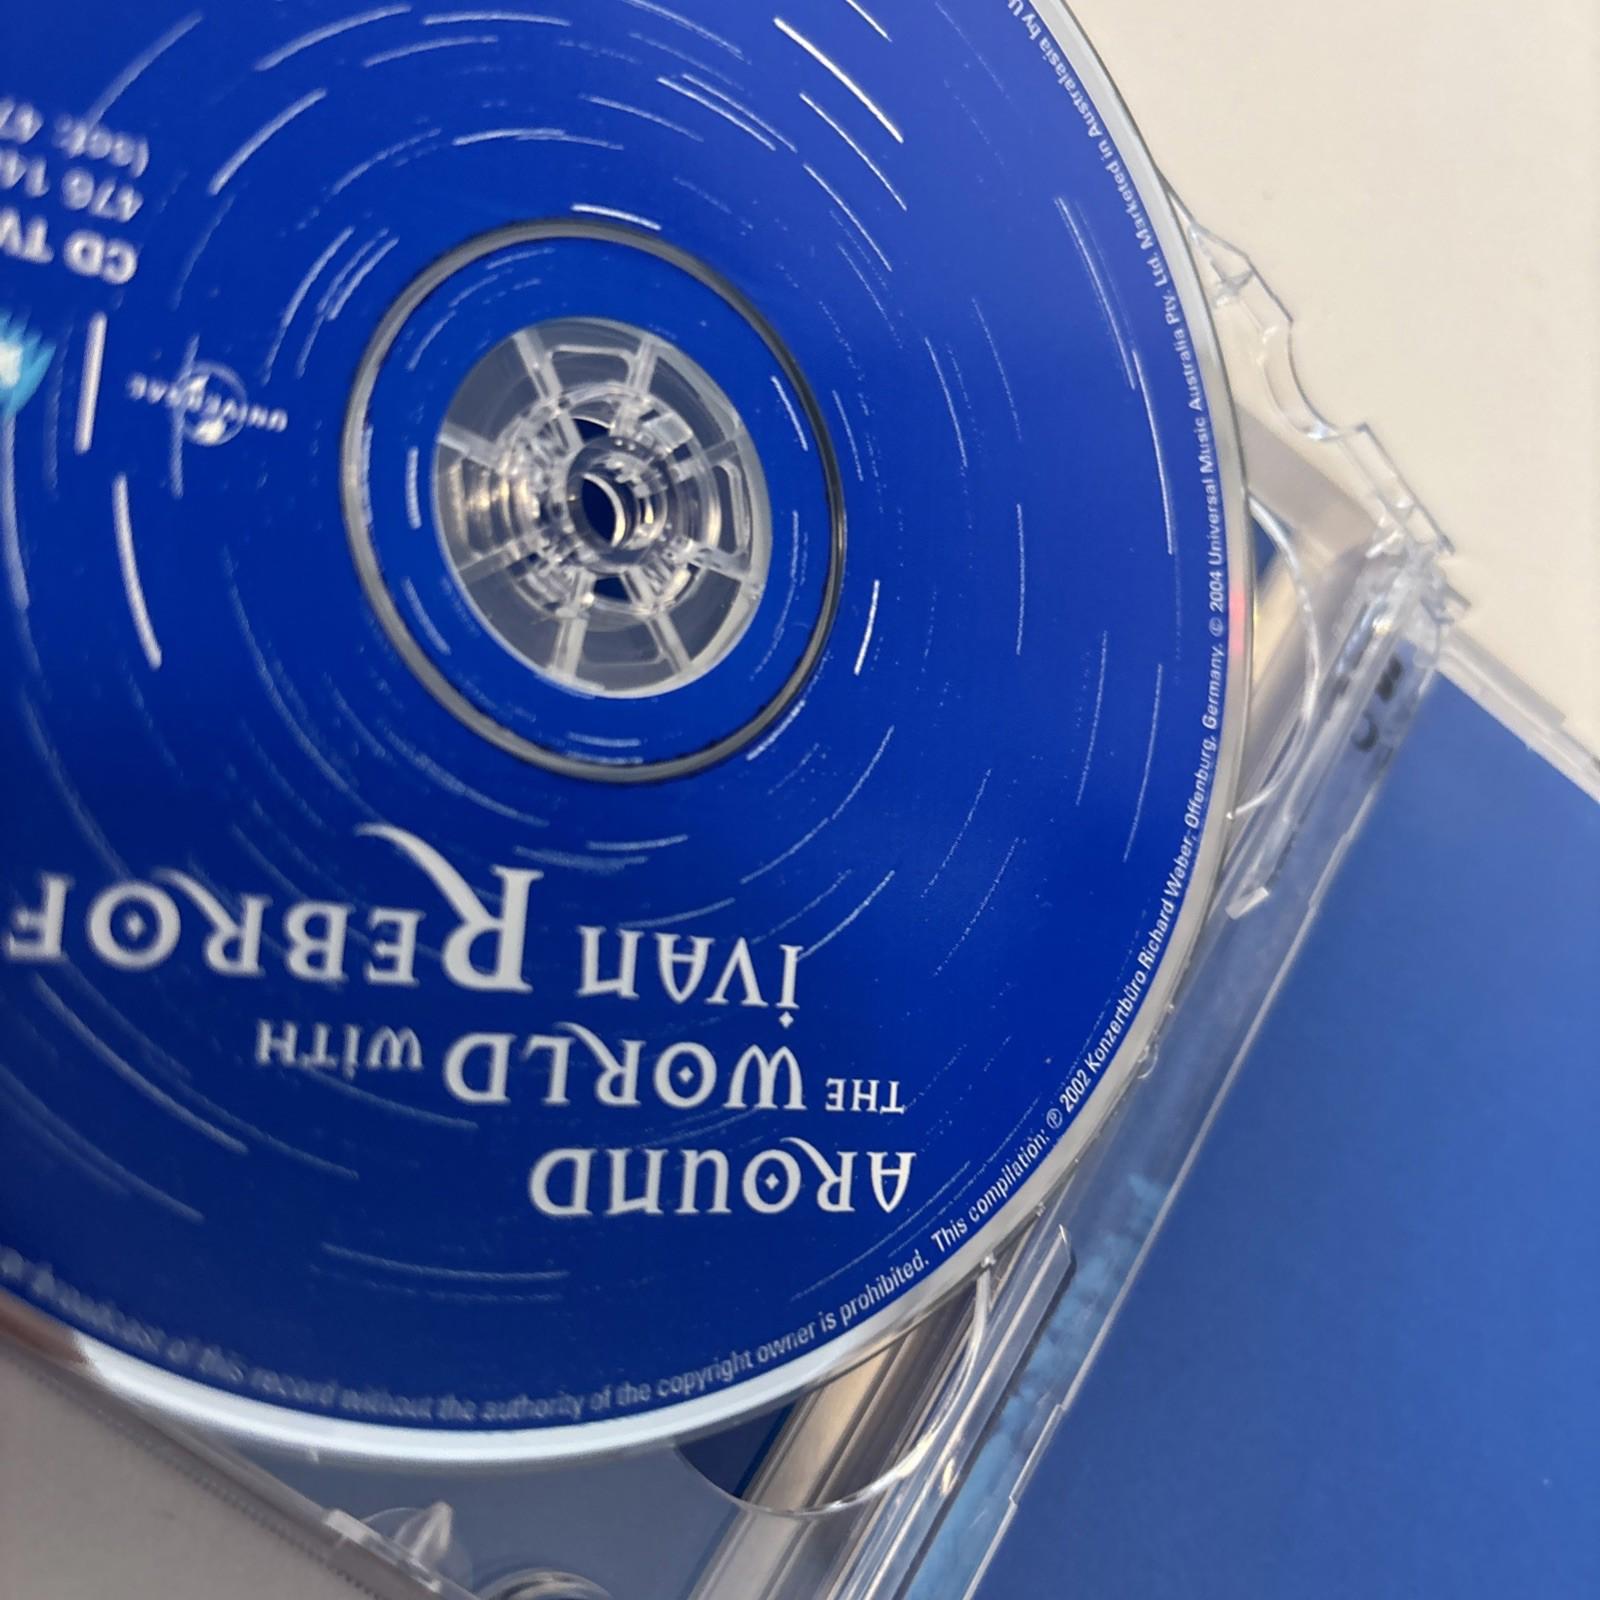 AROUND
THE WORLD WITH
IVAN REBROF
UNIVERSAL
CD TV
476 14
(set: 47
broadcast of this record without the authority of the copyright owner is prohibited. This compilation: ℗ 2002 Konzertbüro Richard Weber, Offenburg, Germany. © 2004 Universal Music Australia Pty. Ltd. Marketed in Australasia by U